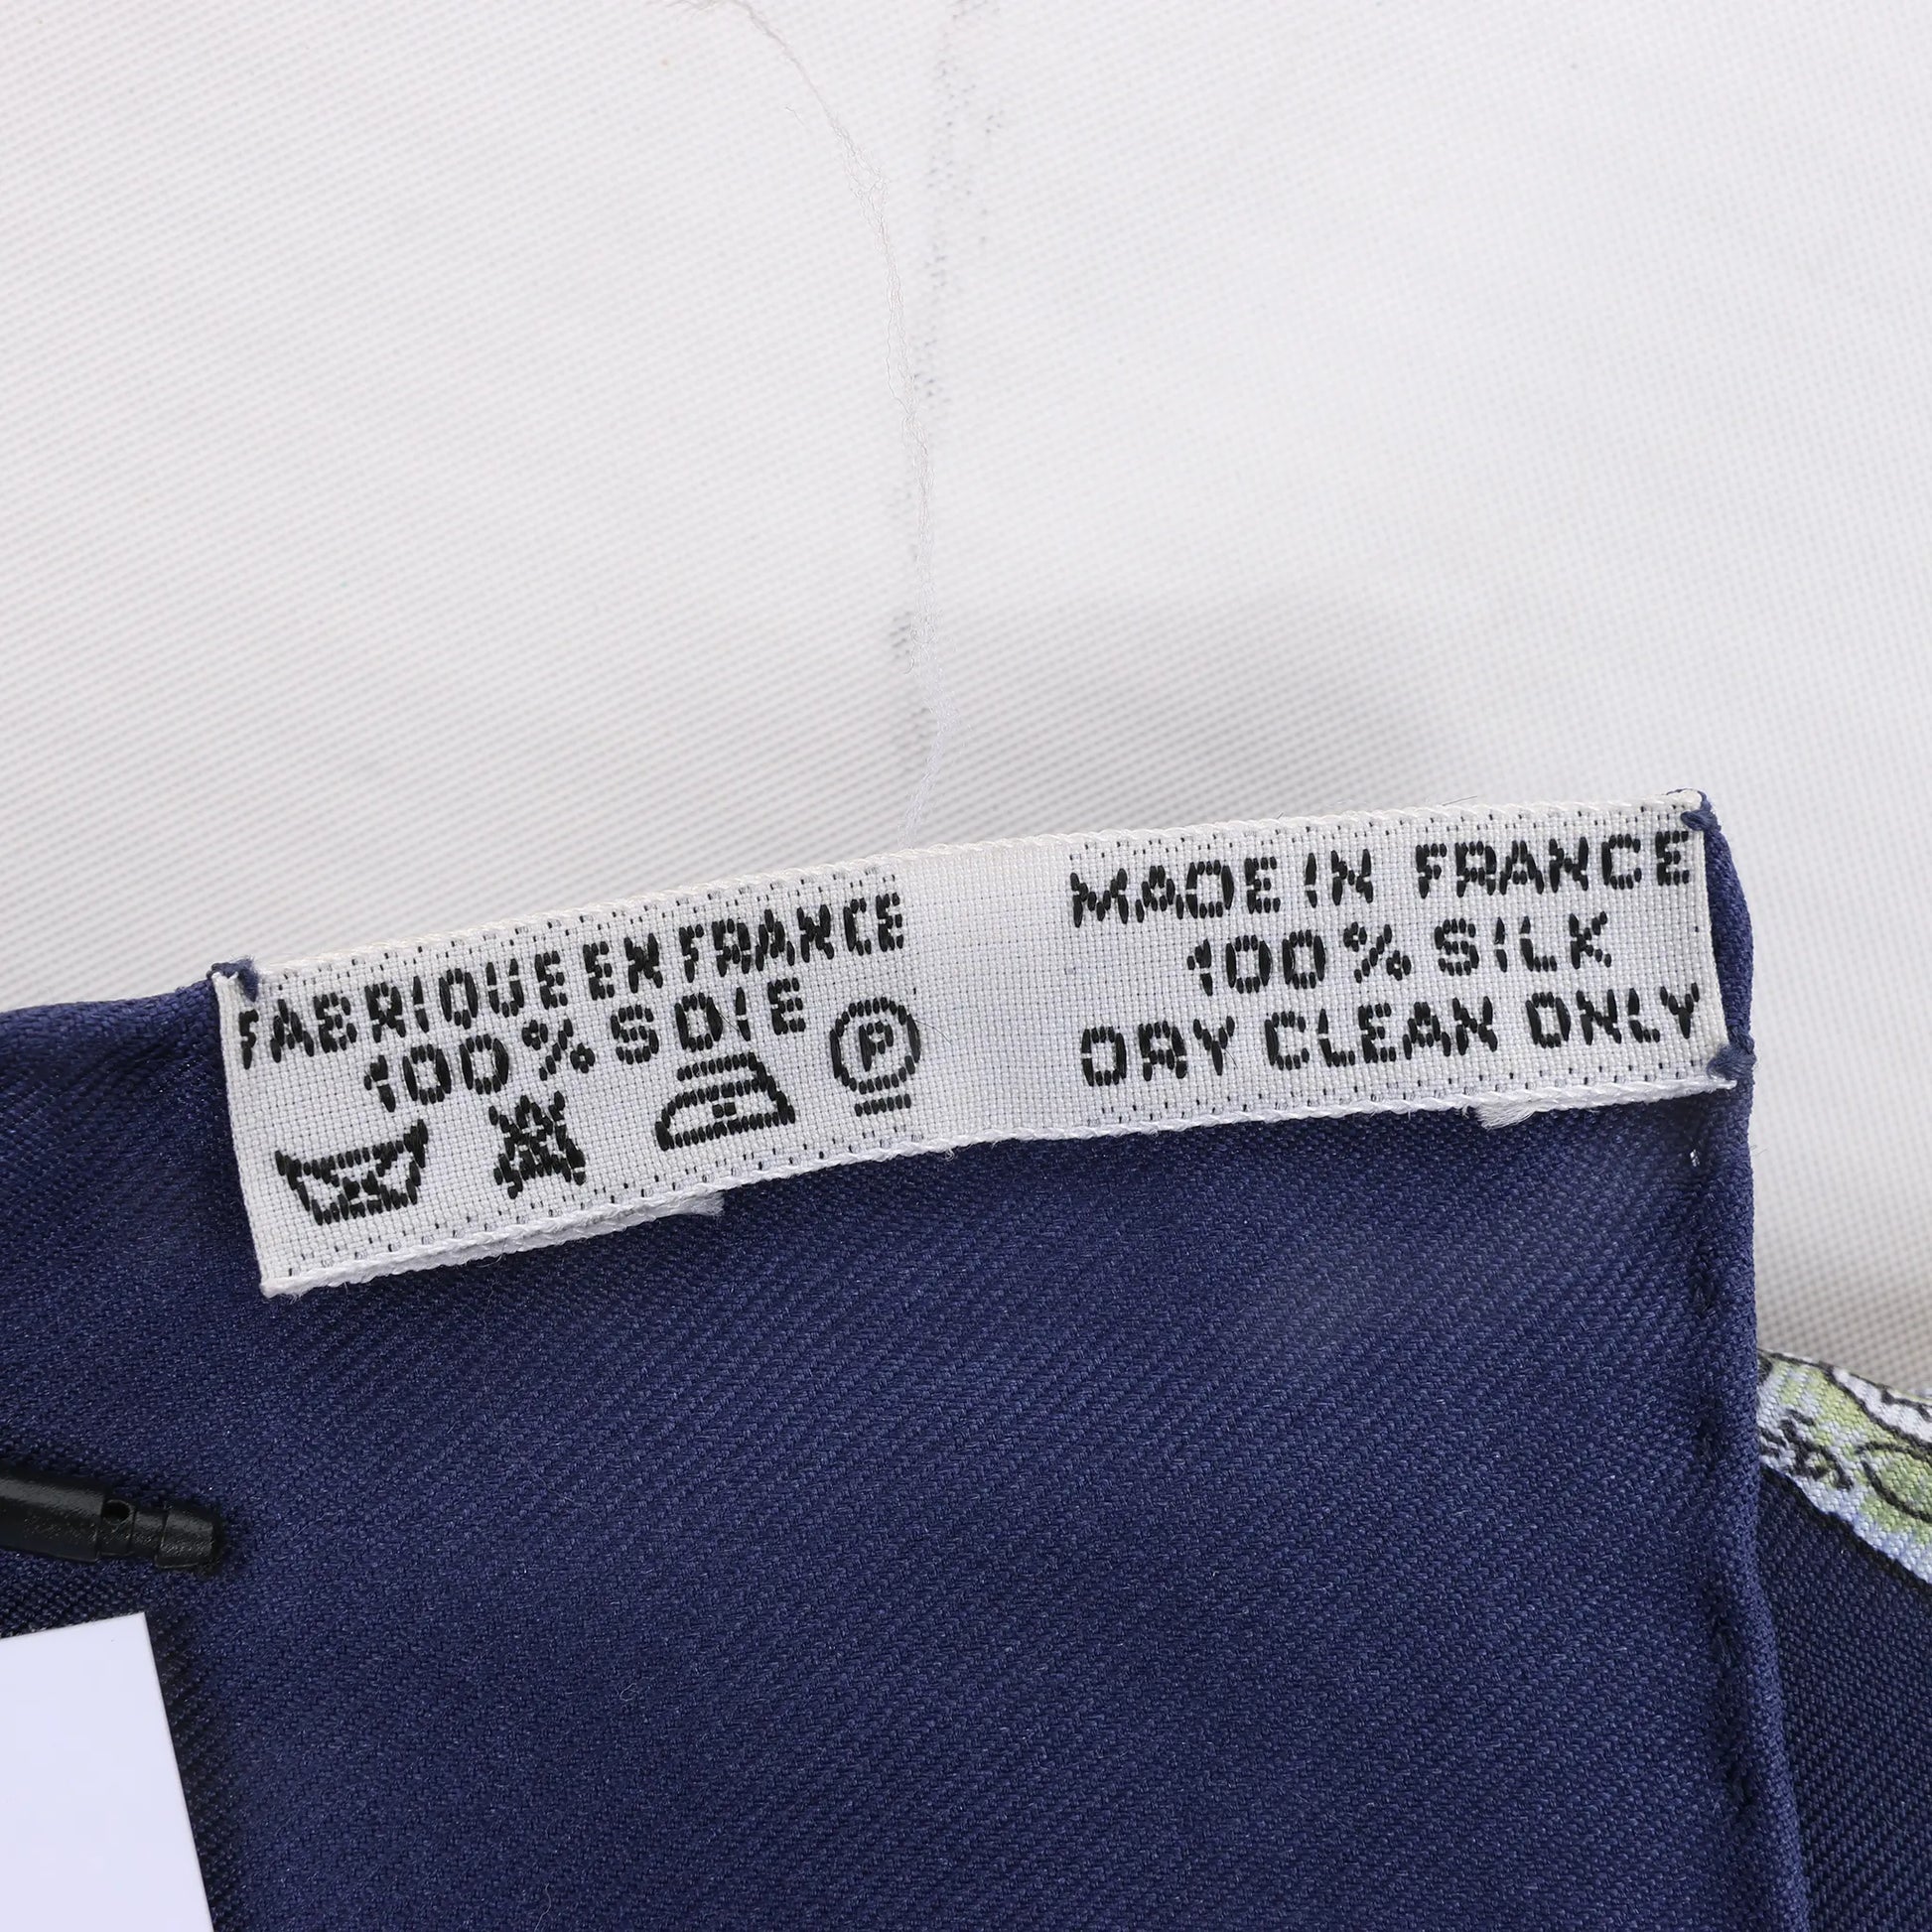 FABRIQUE EN FRANCE
100% SOIE
P
MADE IN FRANCE
100% SILK
DRY CLEAN ONLY